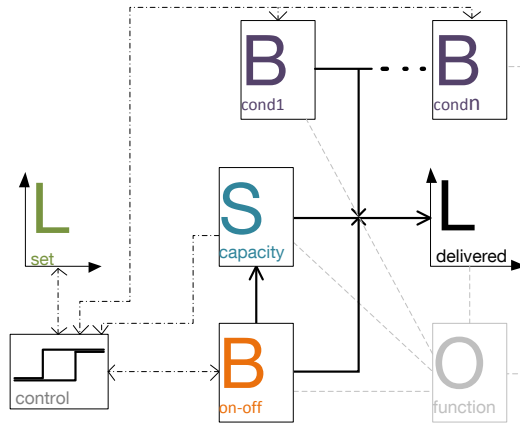 B
cond1
B
condn
L
set
S
capacity
L
delivered
control
B
on-off
O
function